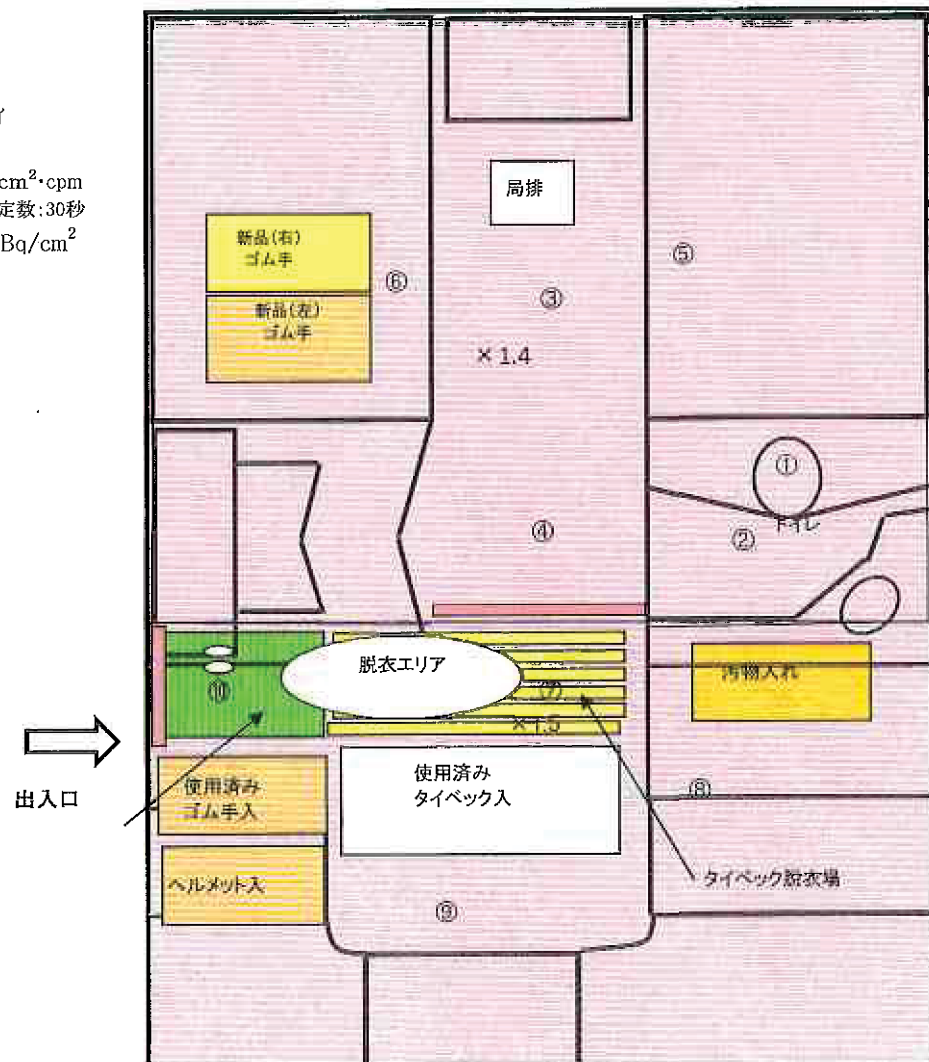 cm²・cpm
定数:30秒
Bq/cm²
局排
新品(右)
ゴム手
⑥
⑤
③
新品(左)
ゴム手
× 1.4
①
トイレ
④
②
脱衣エリア
⑩
⑦
汚物入れ
×1.5
出入口
使用済み
ゴム手入
使用済み
タイベック入
⑧
ヘルメット入
タイベック脱衣場
⑨